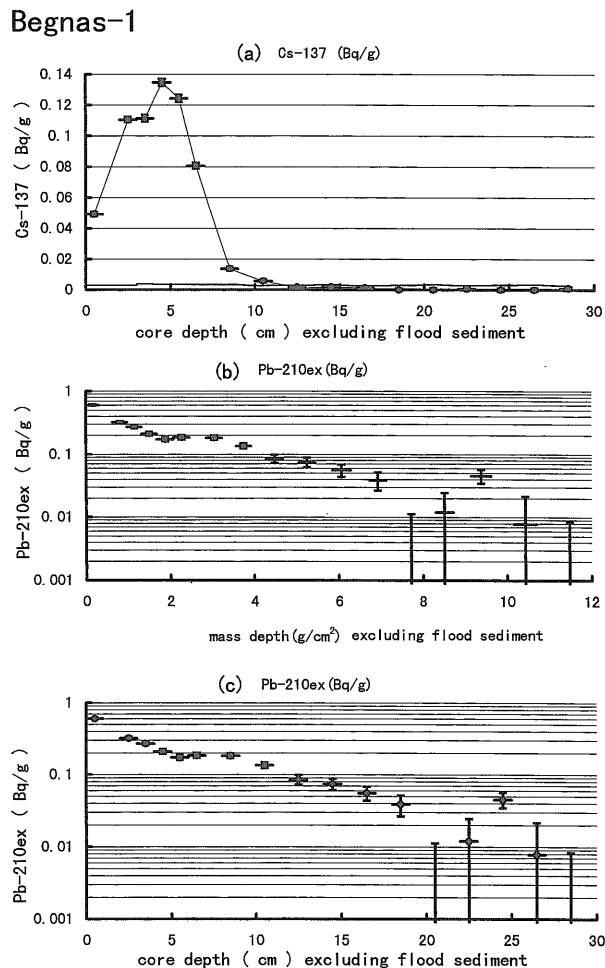 Begnas-1
(a) Cs-137 (Bq/g)
Cs-137 ( Bq/g )
0.14
0.12
0.1
0.08
0.06
0.04
0.02
0
0 5 10 15 20 25 30
core depth ( cm ) excluding flood sediment
(b) Pb-210ex(Bq/g)
Pb-210ex ( Bq/g )
1
0.1
0.01
0.001
0 2 4 6 8 10 12
mass depth(g/cm²) excluding flood sediment
(c) Pb-210ex(Bq/g)
Pb-210ex ( Bq/g )
1
0.1
0.01
0.001
0 5 10 15 20 25 30
core depth ( cm ) excluding flood sediment